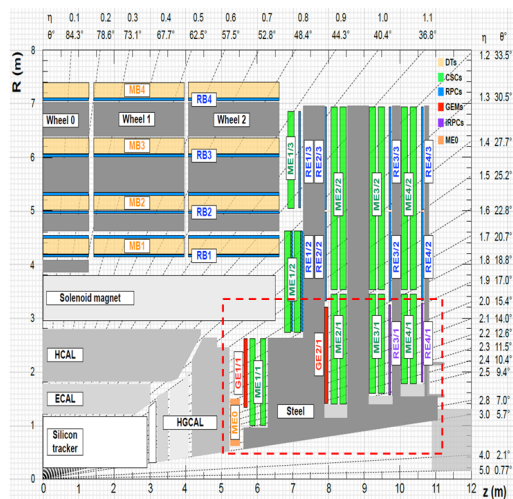 η 0.1 0.2 0.3 0.4 0.5 0.6 0.7 0.8 0.9 1.0 1.1 η θ°
θ° 84.3° 78.6° 73.1° 67.7° 62.5° 57.5° 52.8° 48.4° 44.3° 40.4° 36.8°
R (m)
8
7
6
5
4
3
2
1
0
1.2 33.5°
1.3 30.5°
1.4 27.7°
1.5 25.2°
1.6 22.8°
1.7 20.7°
1.8 18.8°
1.9 17.0°
2.0 15.4°
2.1 14.0°
2.2 12.6°
2.3 11.5°
2.4 10.4°
2.5 9.4°
2.8 7.0°
3.0 5.7°
4.0 2.1°
5.0 0.77°
DTs
CSCs
RPCs
GEMs
iRPCs
ME0
MB4
RB4
Wheel 0
Wheel 1
Wheel 2
MB3
RB3
MB2
RB2
MB1
RB1
Solenoid magnet
HCAL
ECAL
Silicon
tracker
HGCAL
Steel
ME0
GE1/1
ME1/1
ME1/2
ME1/3
RE1/3
RE2/3
RE1/2
RE2/2
GE2/1
ME2/1
ME2/2
ME3/1
ME3/2
RE3/1
RE3/2
RE3/3
ME4/1
ME4/2
RE4/1
RE4/2
RE4/3
0 1 2 3 4 5 6 7 8 9 10 11 12
z (m)